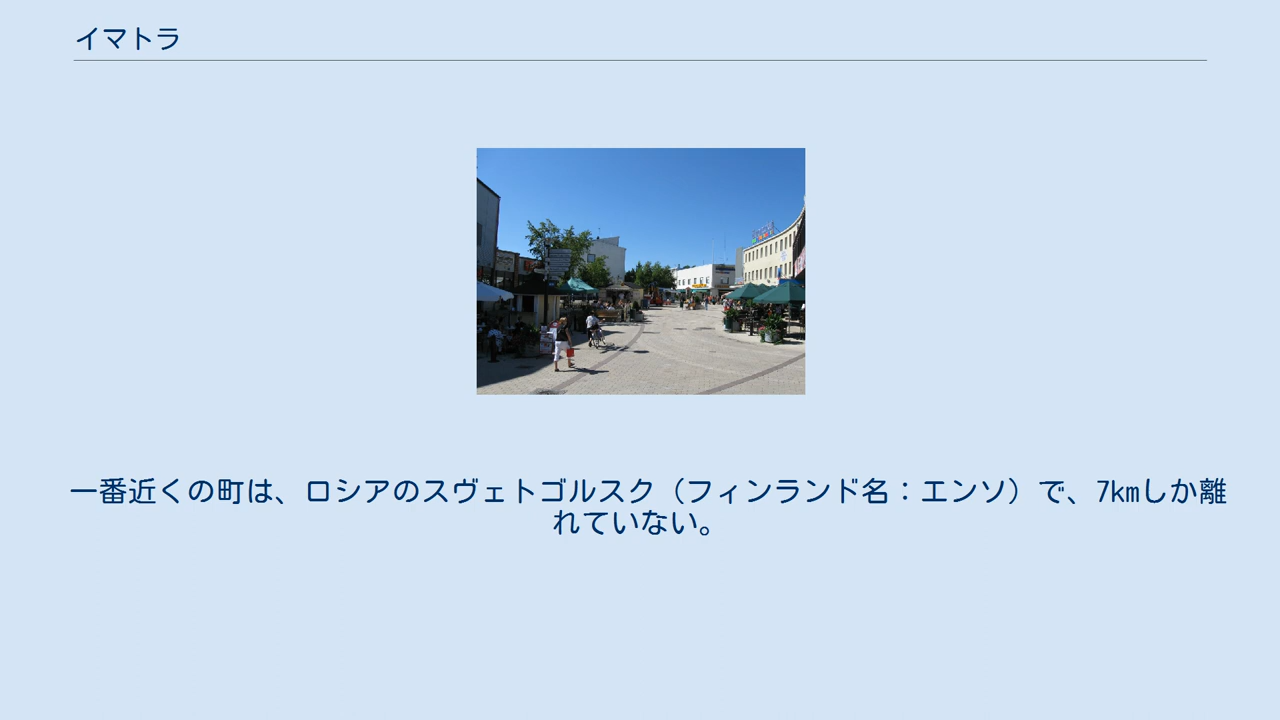 イマトラ
一番近くの町は、ロシアのスヴェトゴルスク（フィンランド名：エンソ）で、7kmしか離
れていない。